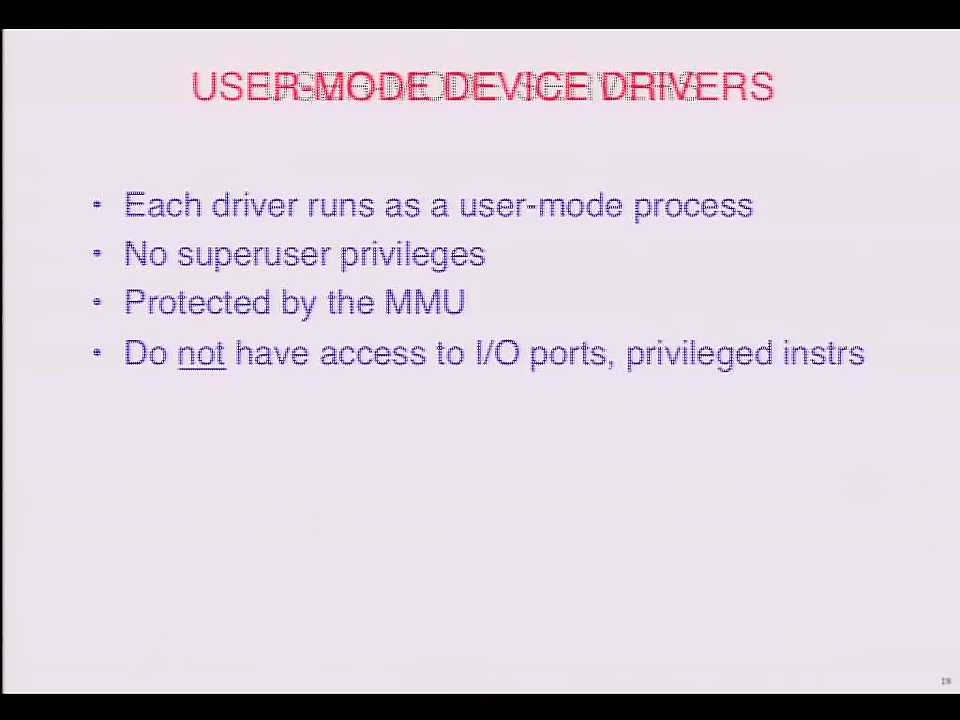 USER-MODE DEVICE DRIVERS
• Each driver runs as a user-mode process
• No superuser privileges
• Protected by the MMU
• Do not have access to I/O ports, privileged instrs